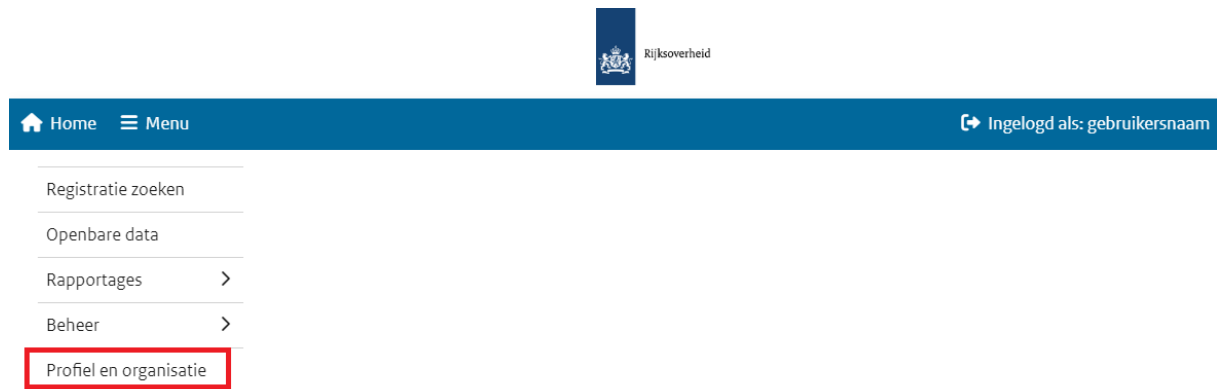 Rijksoverheid
Home Menu Ingelogd als: gebruikersnaam
Registratie zoeken
Openbare data
Rapportages
Beheer
Profiel en organisatie